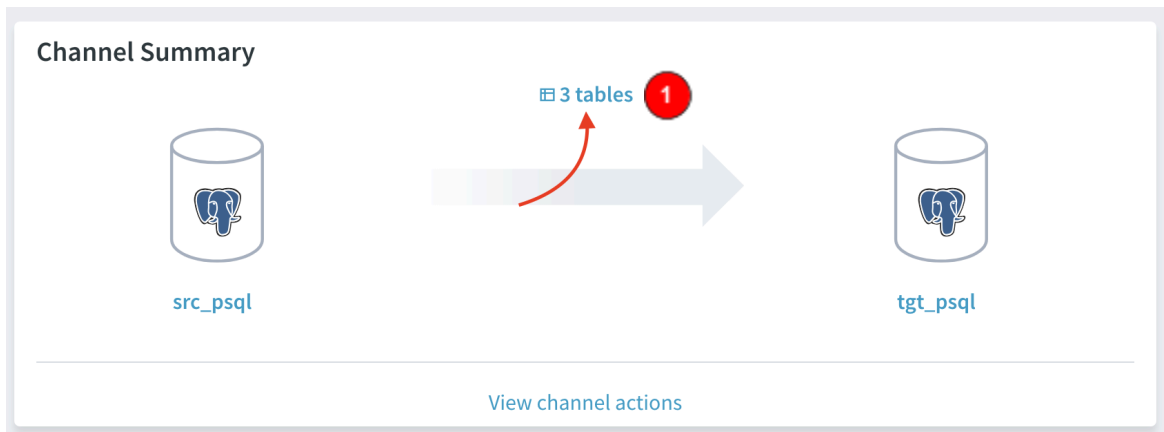 Channel Summary
3 tables
1
src_psql
tgt_psql
View channel actions